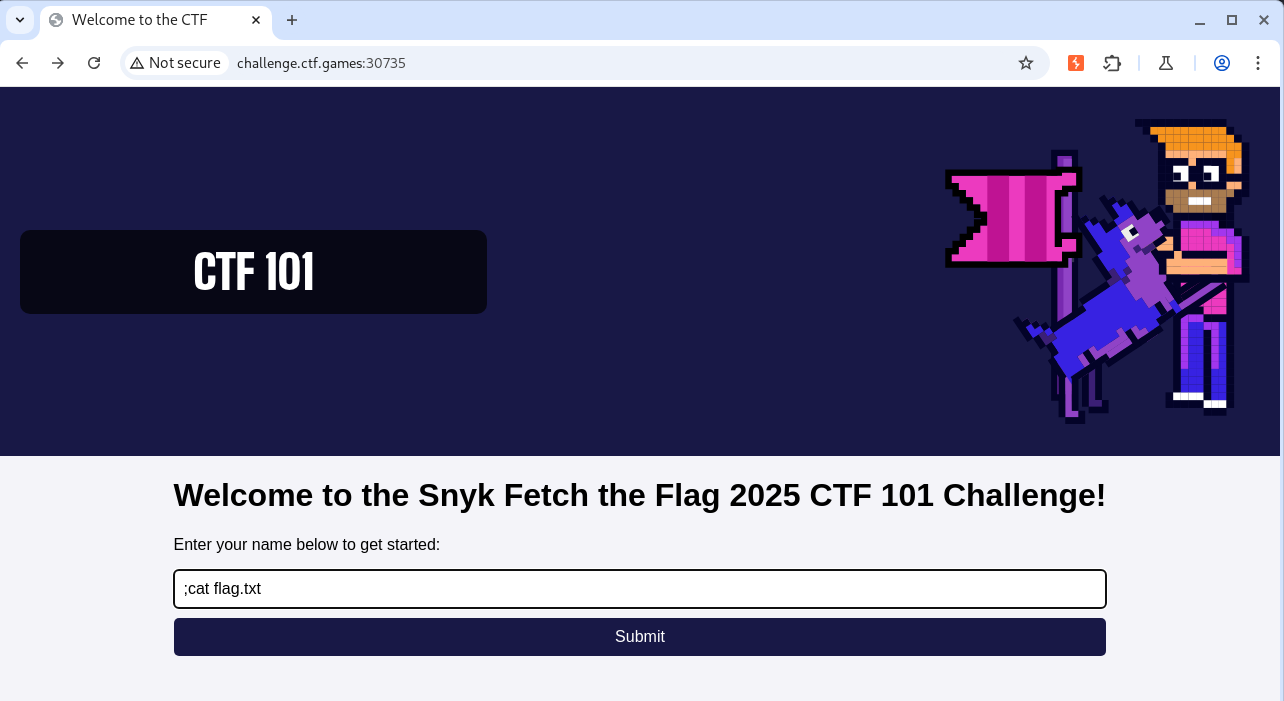 Welcome to the CTF
Not secure challenge.ctf.games:30735
CTF 101
Welcome to the Snyk Fetch the Flag 2025 CTF 101 Challenge!
Enter your name below to get started:
;cat flag.txt
Submit